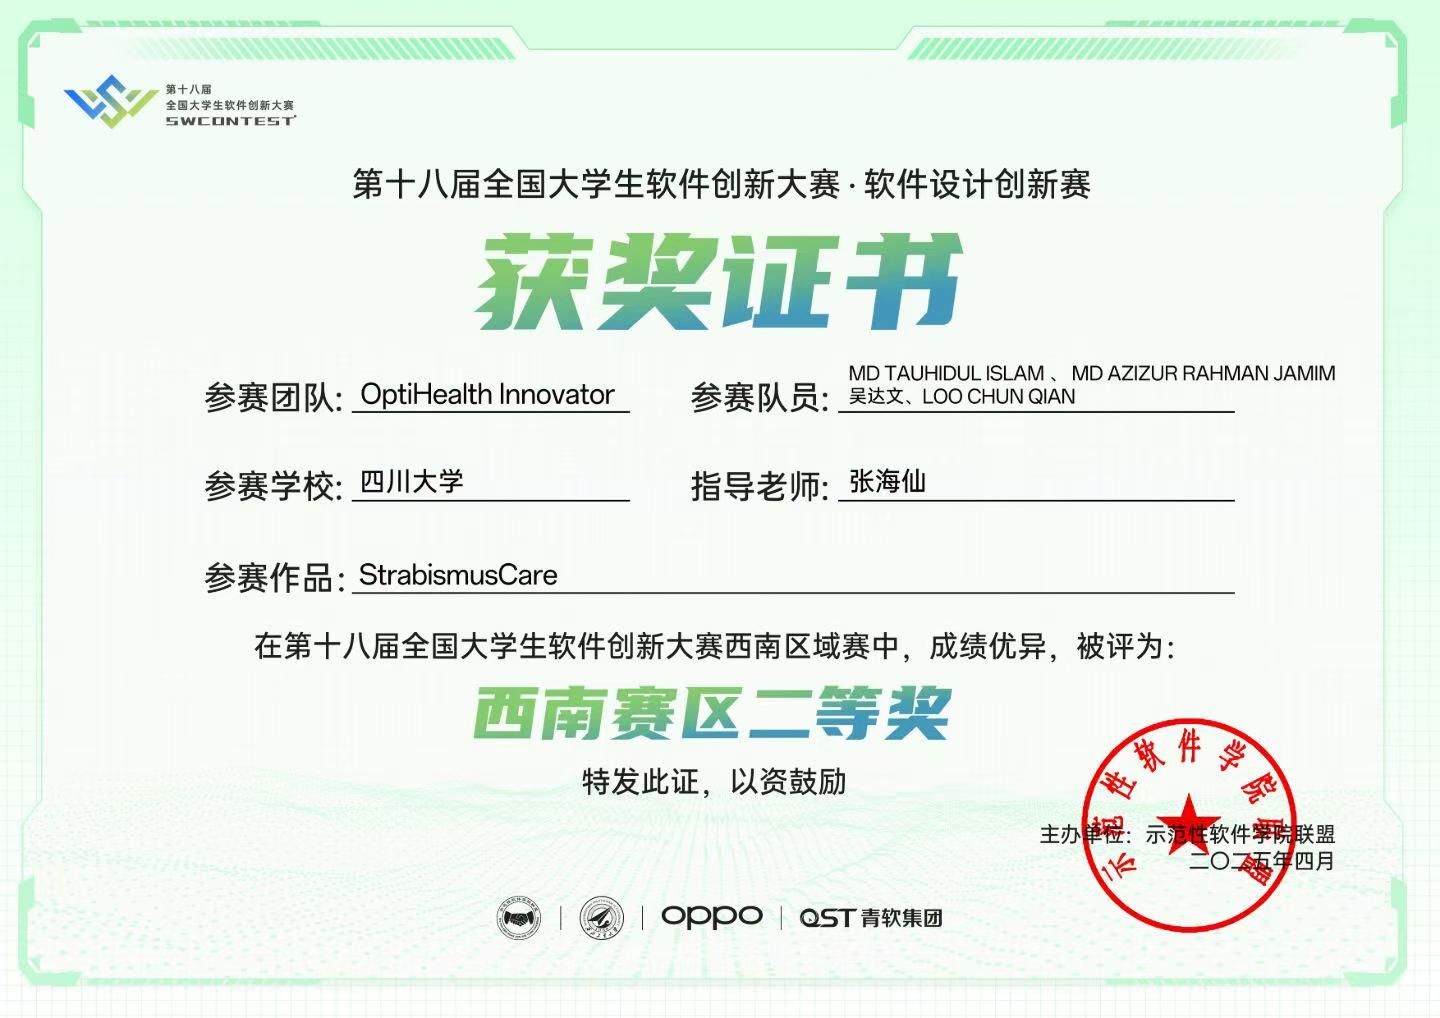 第十八届
全国大学生软件创新大赛
SWCONTEST
第十八届全国大学生软件创新大赛·软件设计创新赛
获奖证书
参赛团队: OptiHealth Innovator
参赛队员: MD TAUHIDUL ISLAM 、 MD AZIZUR RAHMAN JAMIM
吴达文、LOO CHUN QIAN
参赛学校: 四川大学
指导老师: 张海仙
参赛作品: StrabismusCare
在第十八届全国大学生软件创新大赛西南区域赛中，成绩优异，被评为：
西南赛区二等奖
特发此证，以资鼓励
示范性软件学院联盟
主办单位：示范性软件学院联盟
二〇二五年四月
oppo
QST 青软集团